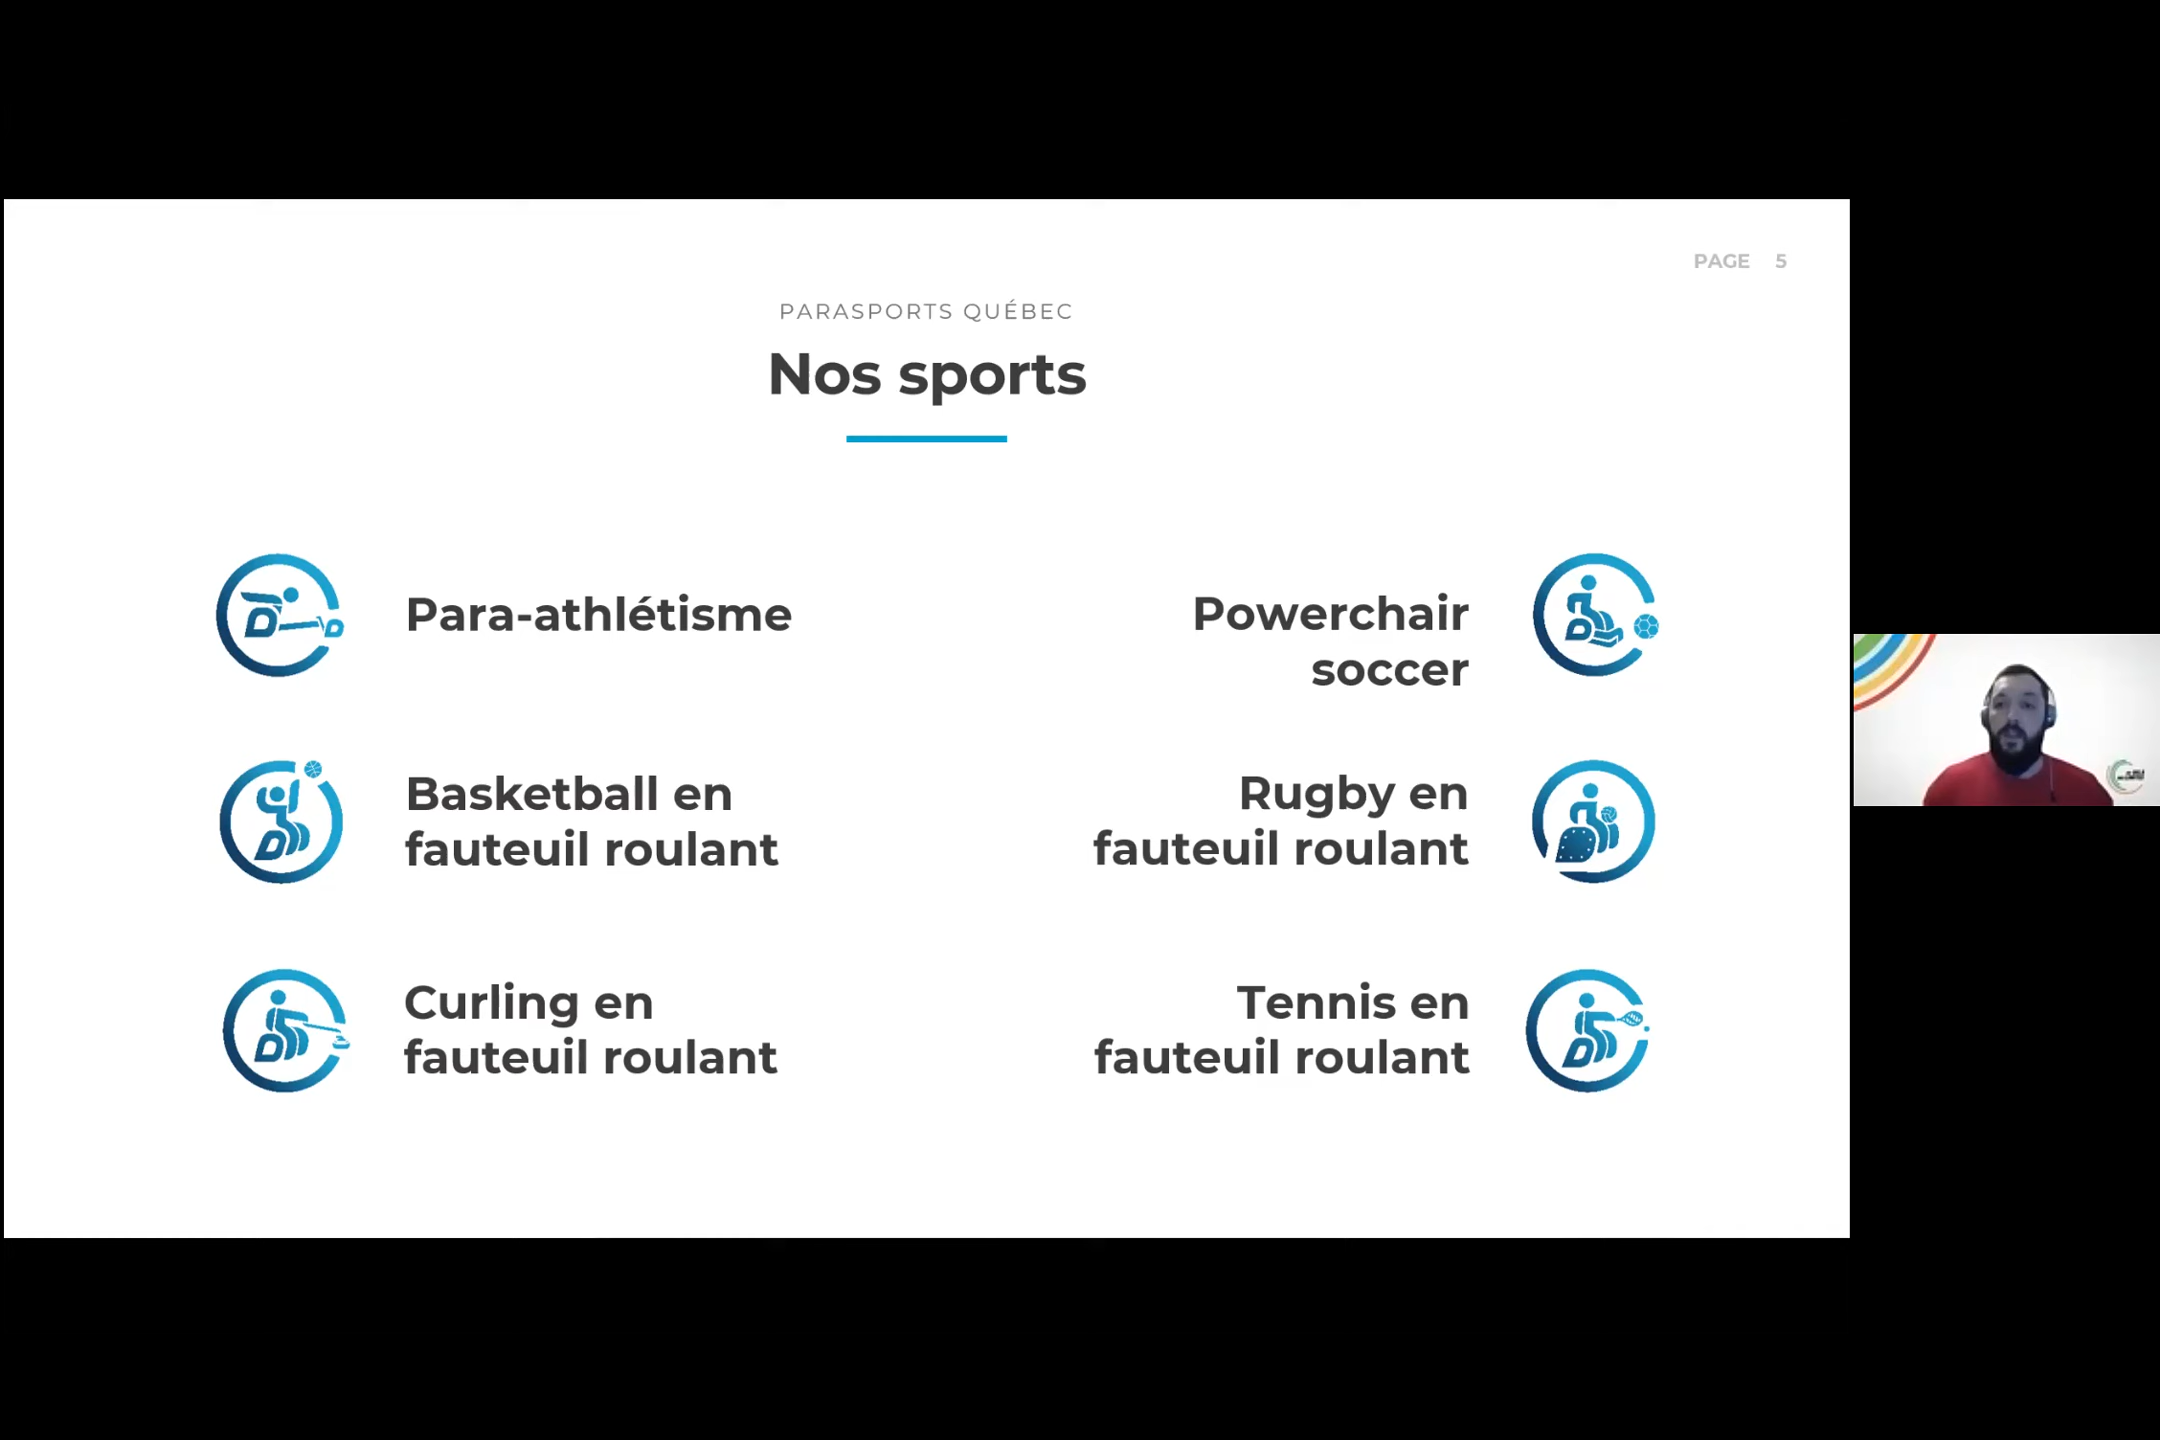 PAGE 5
PARASPORTS QUÉBEC
Nos sports
Para-athlétisme
Powerchair
soccer
Basketball en
fauteuil roulant
Rugby en
fauteuil roulant
Curling en
fauteuil roulant
Tennis en
fauteuil roulant